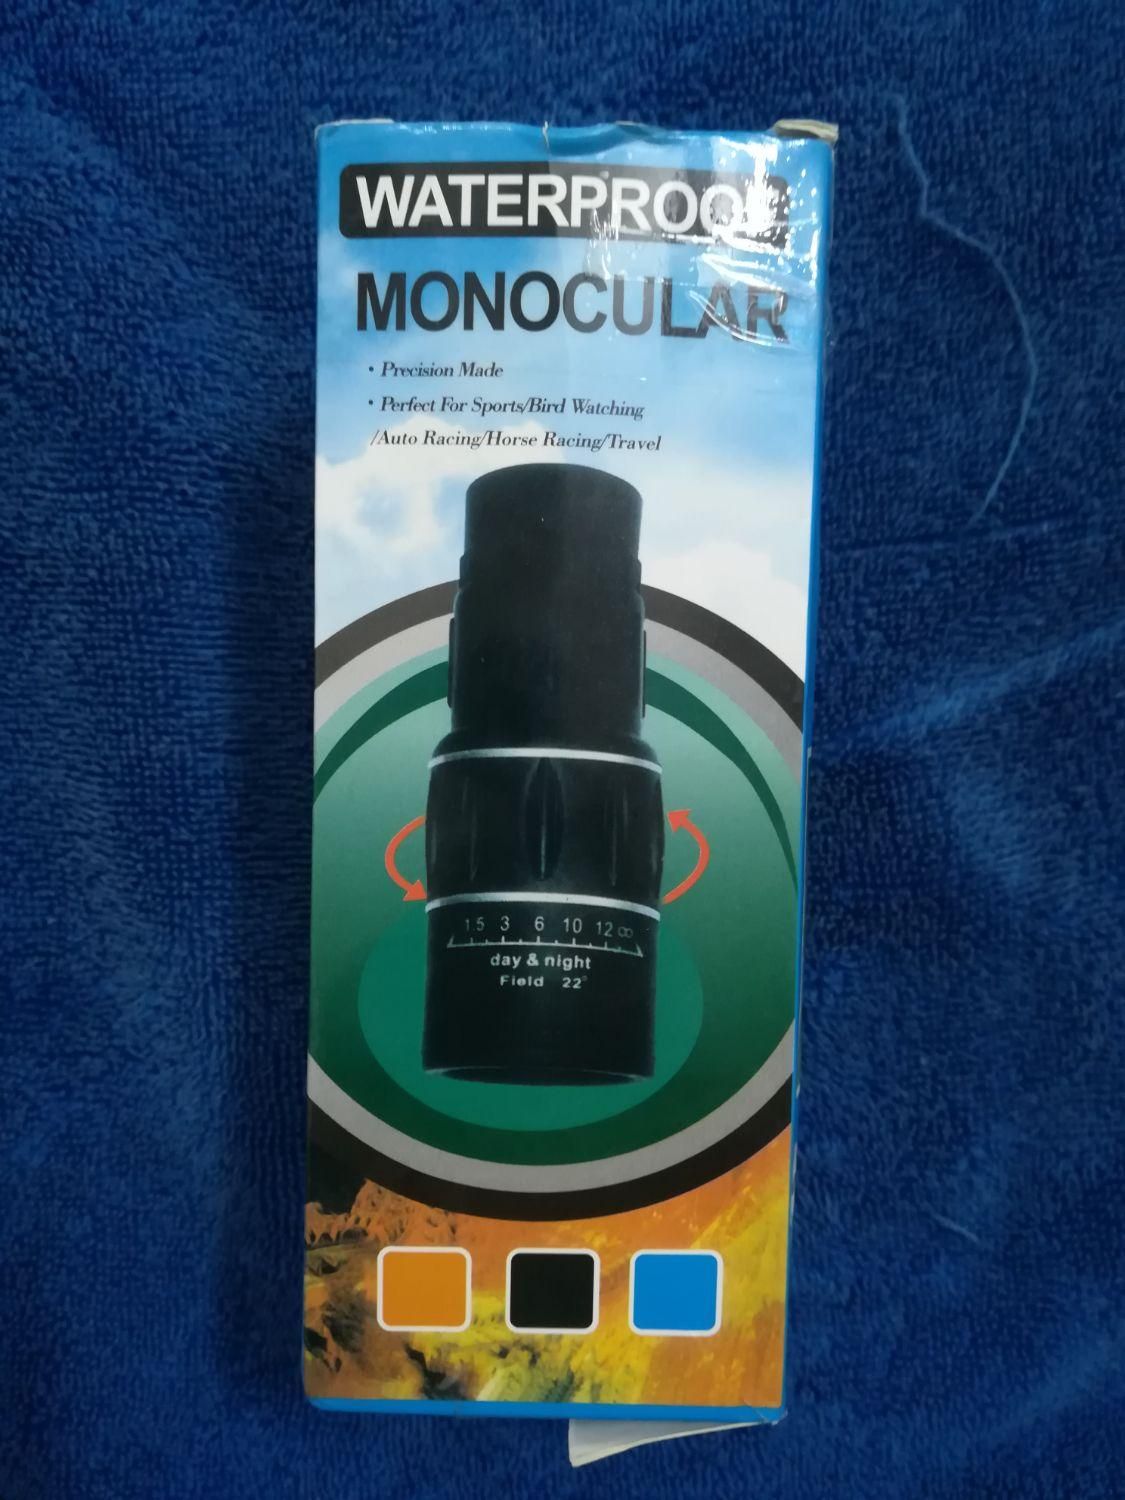 WATERPROOF
MONOCULAR
• Precision Made
• Perfect For Sports/Bird Watching
/Auto Racing/Horse Racing/Travel
1.5 3 6 10 12 ∞
day & night
Field 22°